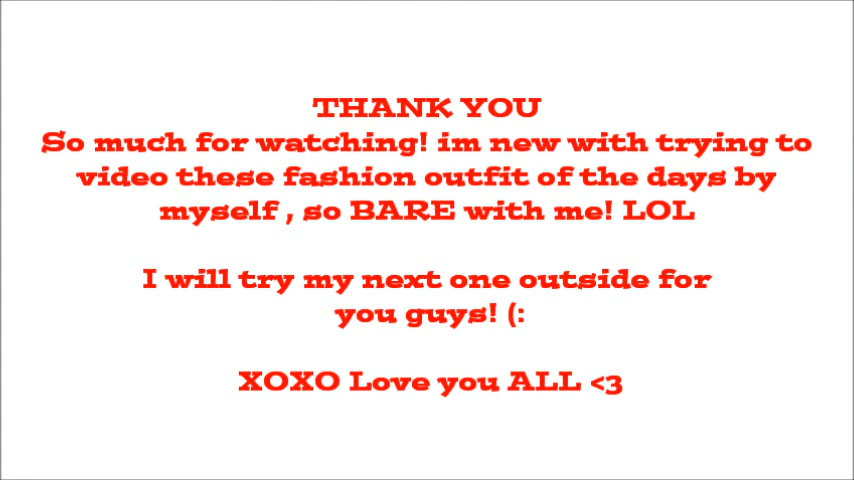 THANK YOU
So much for watching! im new with trying to
video these fashion outfit of the days by
myself , so BARE with me! LOL
I will try my next one outside for
you guys! (:
XOXO Love you ALL <3